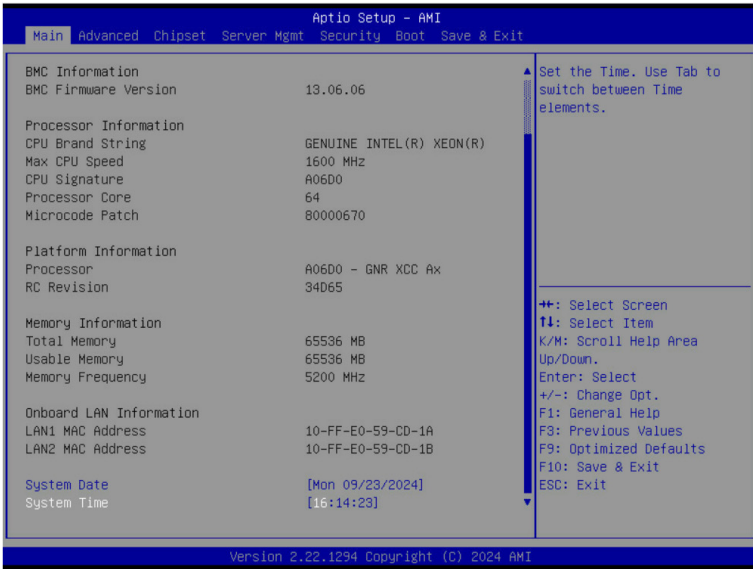 Aptio Setup – AMI
Main Advanced Chipset Server Mgmt Security Boot Save & Exit
BMC Information
BMC Firmware Version 13.06.06
Processor Information
CPU Brand String GENUINE INTEL(R) XEON(R)
Max CPU Speed 1600 MHz
CPU Signature A06D0
Processor Core 64
Microcode Patch 80000670
Platform Information
Processor A06D0 – GNR XCC Ax
RC Revision 34D65
Memory Information
Total Memory 65536 MB
Usable Memory 65536 MB
Memory Frequency 5200 MHz
Onboard LAN Information
LAN1 MAC Address 10-FF-E0-59-CD-1A
LAN2 MAC Address 10-FF-E0-59-CD-1B
System Date [Mon 09/23/2024]
System Time [16:14:23]
Set the Time. Use Tab to
switch between Time
elements.
→←: Select Screen
↑↓: Select Item
K/M: Scroll Help Area
Up/Down.
Enter: Select
+/-: Change Opt.
F1: General Help
F3: Previous Values
F9: Optimized Defaults
F10: Save & Exit
ESC: Exit
Version 2.22.1294 Copyright (C) 2024 AMI